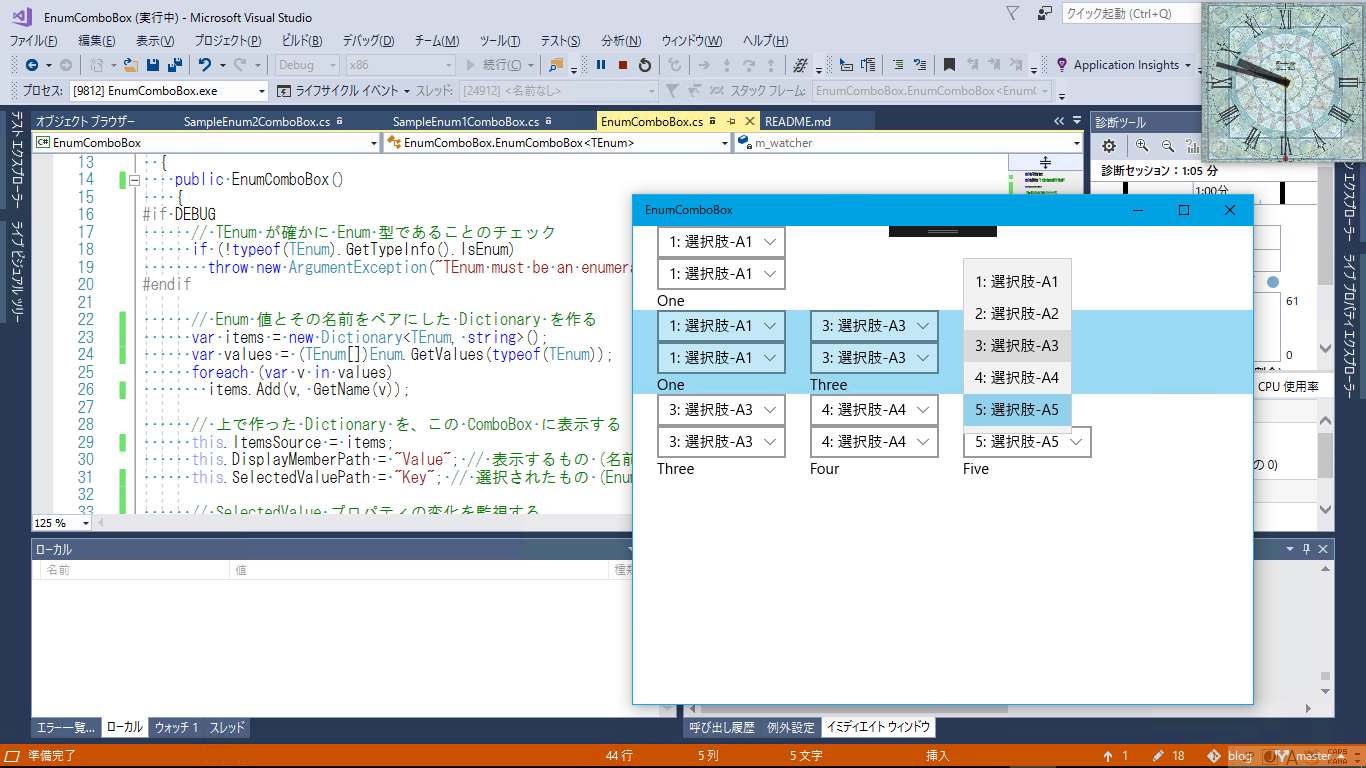 EnumComboBox (実行中) - Microsoft Visual Studio
クイック起動 (Ctrl+Q)
ファイル(F) 編集(E) 表示(V) プロジェクト(P) ビルド(B) デバッグ(D) チーム(M) ツール(T) テスト(S) 分析(N) ウィンドウ(W) ヘルプ(H)
Debug x86 続行(C) Application Insights
プロセス: [9812] EnumComboBox.exe ライフサイクル イベント スレッド: [24912] <名前なし> スタック フレーム: EnumComboBox.EnumComboBox<Enum
テスト エクスプローラー
ライブ ビジュアル ツリー
オブジェクト ブラウザー SampleEnum2ComboBox.cs SampleEnum1ComboBox.cs EnumComboBox.cs README.md
EnumComboBox EnumComboBox.EnumComboBox<TEnum> m_watcher
13 {
14 public EnumComboBox()
15 {
16 #if DEBUG
17 // TEnum が確かに Enum 型であることのチェック
18 if (!typeof(TEnum).GetTypeInfo().IsEnum)
19 throw new ArgumentException("TEnum must be an enumera
20 #endif
21
22 // Enum 値とその名前をペアにした Dictionary を作る
23 var items = new Dictionary<TEnum, string>();
24 var values = (TEnum[])Enum.GetValues(typeof(TEnum));
25 foreach (var v in values)
26 items.Add(v, GetName(v));
27
28 // 上で作った Dictionary を、この ComboBox に表示する
29 this.ItemsSource = items;
30 this.DisplayMemberPath = "Value"; // 表示するもの (名前
31 this.SelectedValuePath = "Key"; // 選択されたもの (Enu
32
33 // SelectedValue プロパティの変化を監視する
125 %
診断ツール
診断セッション : 1:05 分
1:00分
61
0
CPU 使用率
の 0)
ライブ プロパティ エクスプローラー
EnumComboBox
1: 選択肢-A1
1: 選択肢-A1
One
1: 選択肢-A1 3: 選択肢-A3
1: 選択肢-A1 3: 選択肢-A3
One Three
3: 選択肢-A3 4: 選択肢-A4
3: 選択肢-A3 4: 選択肢-A4 5: 選択肢-A5
Three Four Five
1: 選択肢-A1
2: 選択肢-A2
3: 選択肢-A3
4: 選択肢-A4
5: 選択肢-A5
ローカル
名前 値
エラー一覧... ローカル ウォッチ 1 スレッド
呼び出し履歴 例外設定 イミディエイト ウィンドウ
準備完了 44 行 5 列 5 文字 挿入 1 18 blog master